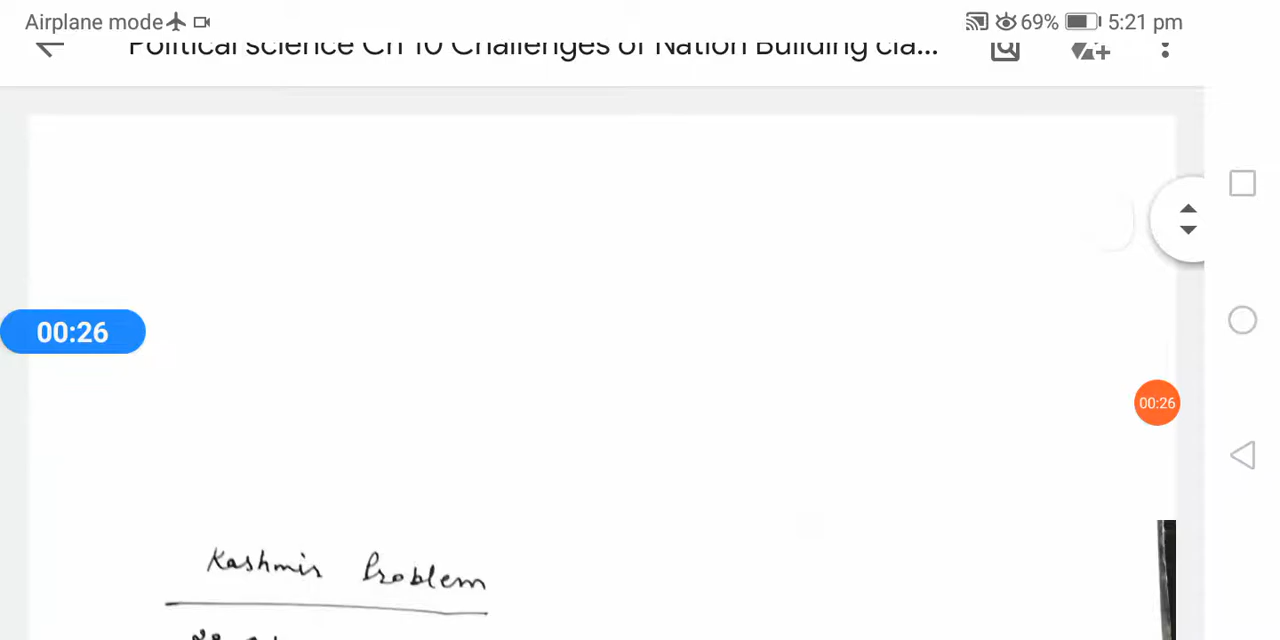 Airplane mode 69% 5:21 pm
Political science Ch 10 Challenges of Nation Building cla...
00:26
00:26
Kashmir Problem